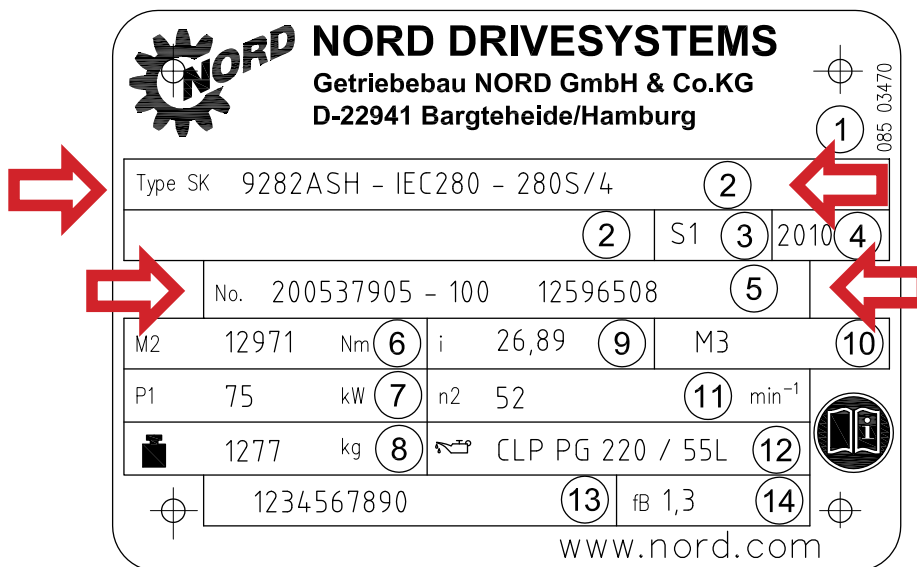 NORD
NORD DRIVESYSTEMS
Getriebebau NORD GmbH & Co.KG
D-22941 Bargteheide/Hamburg
085 03470
1
Type SK 9282ASH - IEC280 - 280S/4 2
2 S1 3 2010 4
No. 200537905 - 100 12596508 5
M2 12971 Nm 6 i 26,89 9 M3 10
P1 75 kW 7 n2 52 11 min⁻¹
1277 kg 8 CLP PG 220 / 55L 12
i
1234567890 13 fB 1,3 14
www.nord.com